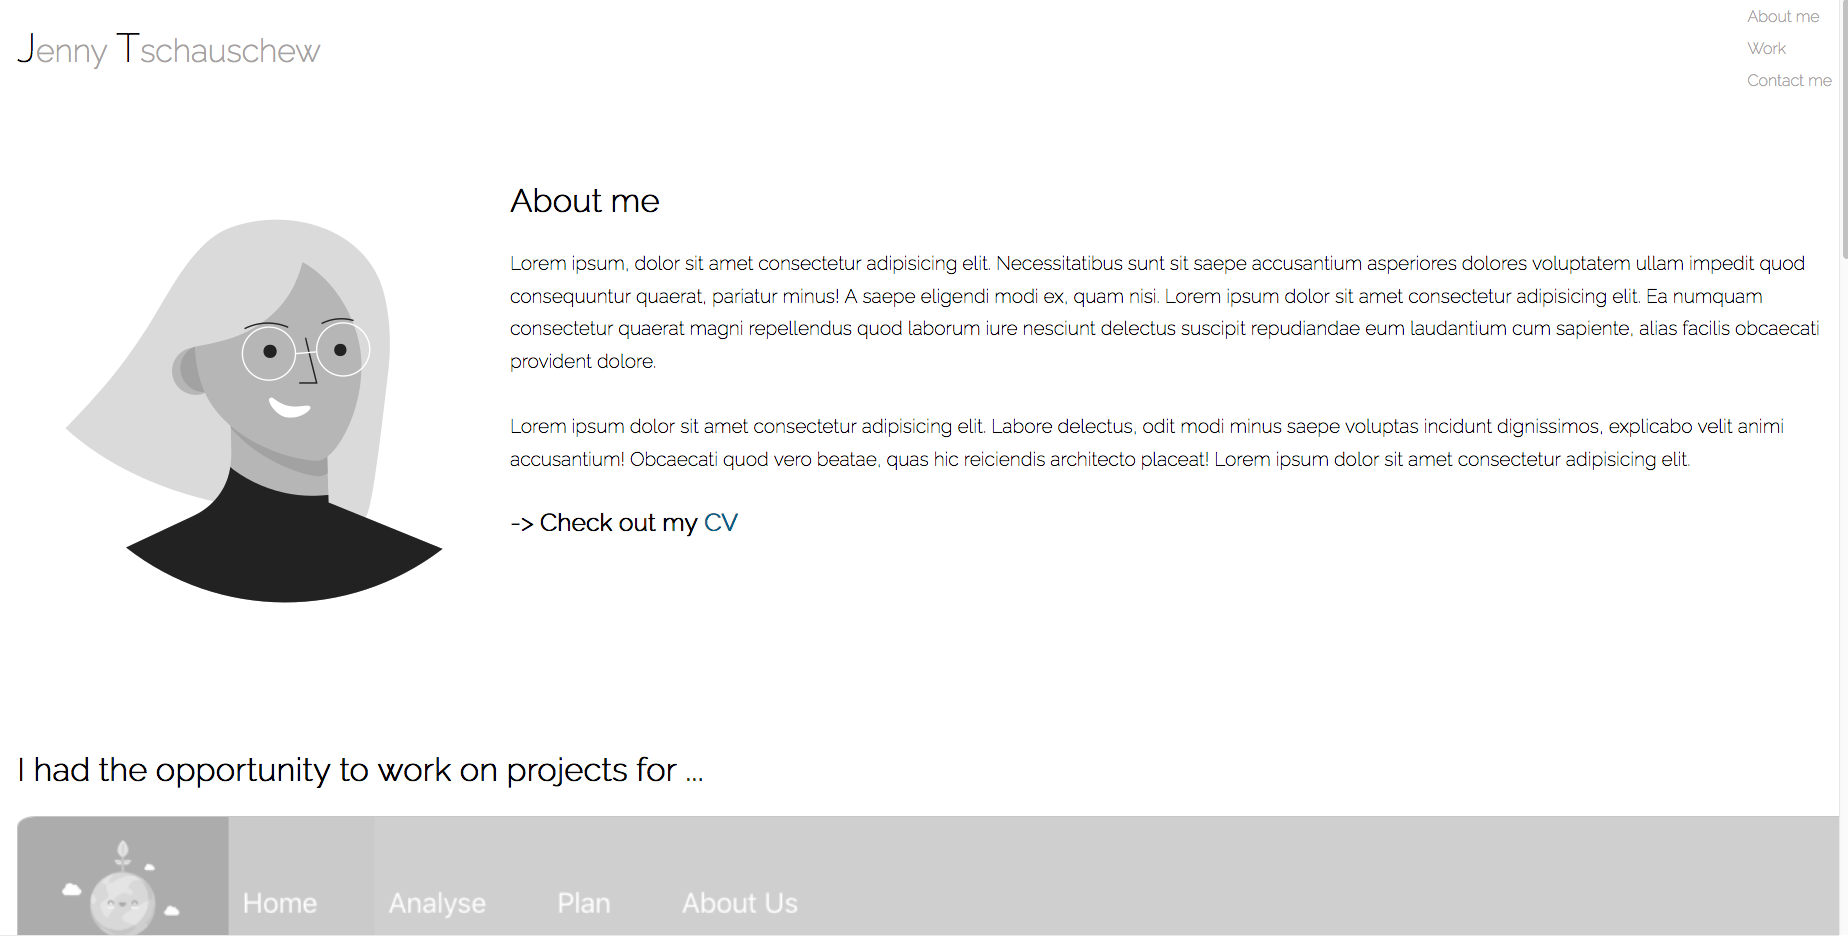 Jenny Tschauschew
About me
Work
Contact me
About me
Lorem ipsum, dolor sit amet consectetur adipisicing elit. Necessitatibus sunt sit saepe accusantium asperiores dolores voluptatem ullam impedit quod
consequuntur quaerat, pariatur minus! A saepe eligendi modi ex, quam nisi. Lorem ipsum dolor sit amet consectetur adipisicing elit. Ea numquam
consectetur quaerat magni repellendus quod laborum iure nesciunt delectus suscipit repudiandae eum laudantium cum sapiente, alias facilis obcaecati
provident dolore.
Lorem ipsum dolor sit amet consectetur adipisicing elit. Labore delectus, odit modi minus saepe voluptas incidunt dignissimos, explicabo velit animi
accusantium! Obcaecati quod vero beatae, quas hic reiciendis architecto placeat! Lorem ipsum dolor sit amet consectetur adipisicing elit.
-> Check out my CV
I had the opportunity to work on projects for ...
Home Analyse Plan About Us